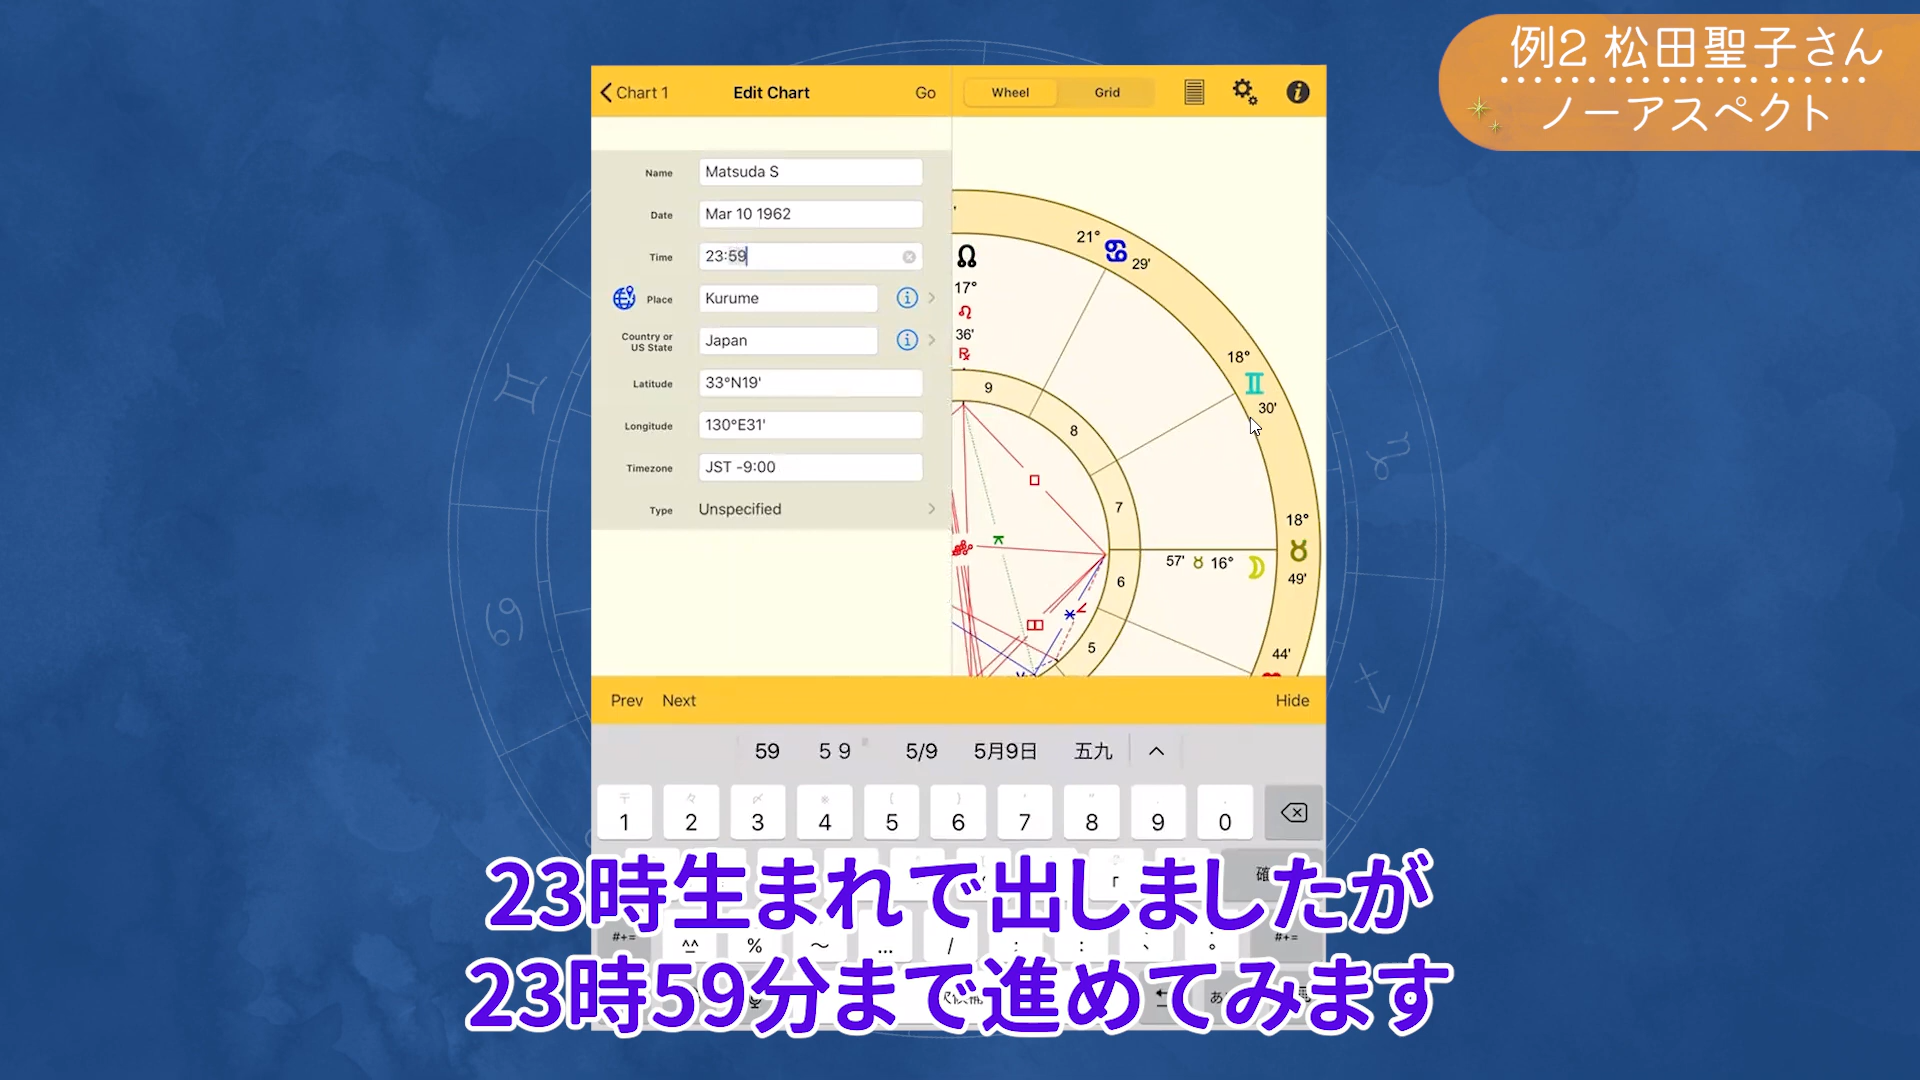 例2 松田聖子さん
ノーアスペクト
Chart 1
Edit Chart
Go
Wheel
Grid
Name
Matsuda S
Date
Mar 10 1962
Time
23:59
Place
Kurume
Country or
US State
Japan
Latitude
33°N19'
Longitude
130°E31'
Timezone
JST -9:00
Type
Unspecified
21° ♋ 29'
☊
17°
♌
36'
℞
18°
♊
30'
9
8
7
6
5
18°
♉
49'
57' ♉ 16° ☽
44'
Prev
Next
Hide
59
5 9
5/9
5月9日
五九
1
2
3
4
5
6
7
8
9
0
#+=
^^
%
〜
...
/
:
、
。
#+=
23時生まれで出しましたが
23時59分まで進めてみます